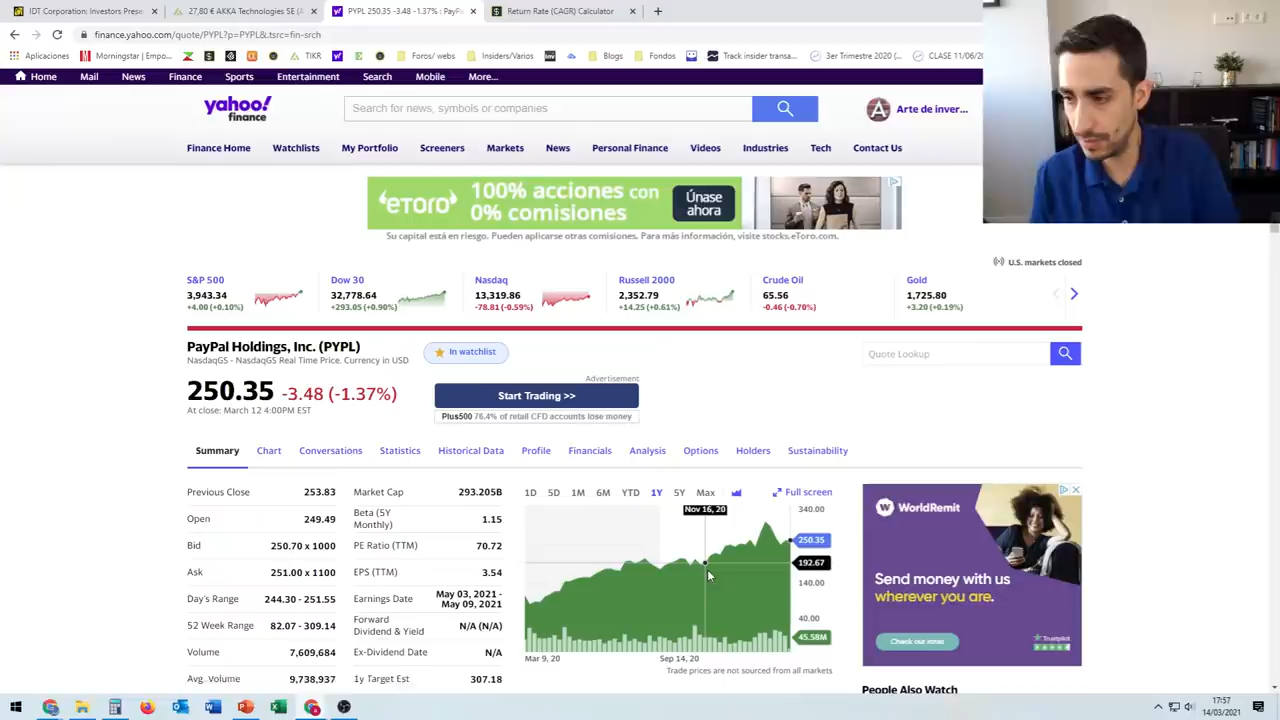 IDT Corporation: Investors Prese
27,80 € AKKA Technologies SE (A
PYPL 250.35 -3.48 -1.37% : PayPa
Return Rate (CAGR) Calculator
finance.yahoo.com/quote/PYPL?p=PYPL&.tsrc=fin-srch
Aplicaciones
Morningstar | Empo...
TIKR
Foros/webs
Insiders/Varios
Inv
Blogs
Fondos
Track insider transa...
3er Trimestre 2020 (...
CLASE 11/06/20
Home Mail News Finance Sports Entertainment Search Mobile More...
yahoo!
finance
Search for news, symbols or companies
Arte de inver...
Finance Home Watchlists My Portfolio Screeners Markets News Personal Finance Videos Industries Tech Contact Us
eToro
100% acciones con
0% comisiones
Únase
ahora
Su capital está en riesgo. Pueden aplicarse otras comisiones. Para más información, visite stocks.eToro.com.
U.S. markets closed
S&P 500
3,943.34
+4.00 (+0.10%)
Dow 30
32,778.64
+293.05 (+0.90%)
Nasdaq
13,319.86
-78.81 (-0.59%)
Russell 2000
2,352.79
+14.25 (+0.61%)
Crude Oil
65.56
-0.46 (-0.70%)
Gold
1,725.80
+3.20 (+0.19%)
PayPal Holdings, Inc. (PYPL)
NasdaqGS - NasdaqGS Real Time Price. Currency in USD
In watchlist
Quote Lookup
250.35 -3.48 (-1.37%)
At close: March 12 4:00PM EST
Advertisement
Start Trading >>
Plus500 76.4% of retail CFD accounts lose money
Summary Chart Conversations Statistics Historical Data Profile Financials Analysis Options Holders Sustainability
Previous Close 253.83
Open 249.49
Bid 250.70 x 1000
Ask 251.00 x 1100
Day's Range 244.30 - 251.55
52 Week Range 82.07 - 309.14
Volume 7,609,684
Avg. Volume 9,738,937
Market Cap 293.205B
Beta (5Y
Monthly) 1.15
PE Ratio (TTM) 70.72
EPS (TTM) 3.54
Earnings Date May 03, 2021 -
May 09, 2021
Forward
Dividend & Yield N/A (N/A)
Ex-Dividend Date N/A
1y Target Est 307.18
1D 5D 1M 6M YTD 1Y 5Y Max
Full screen
Nov 16, 20
340.00
250.35
192.67
140.00
40.00
45.58M
Mar 9, 20
Sep 14, 20
Trade prices are not sourced from all markets
WorldRemit
Send money with us
wherever you are.
Check our rates
Trustpilot
People Also Watch
17:57
14/03/2021